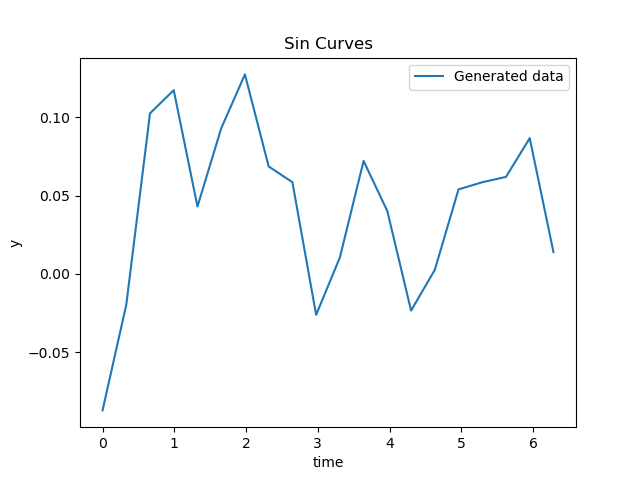 Sin Curves
Generated data
0.10
0.05
0.00
−0.05
y
0 1 2 3 4 5 6
time